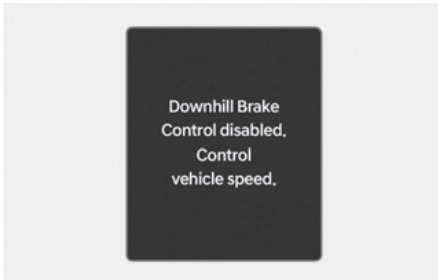 Downhill Brake
Control disabled.
Control
vehicle speed.